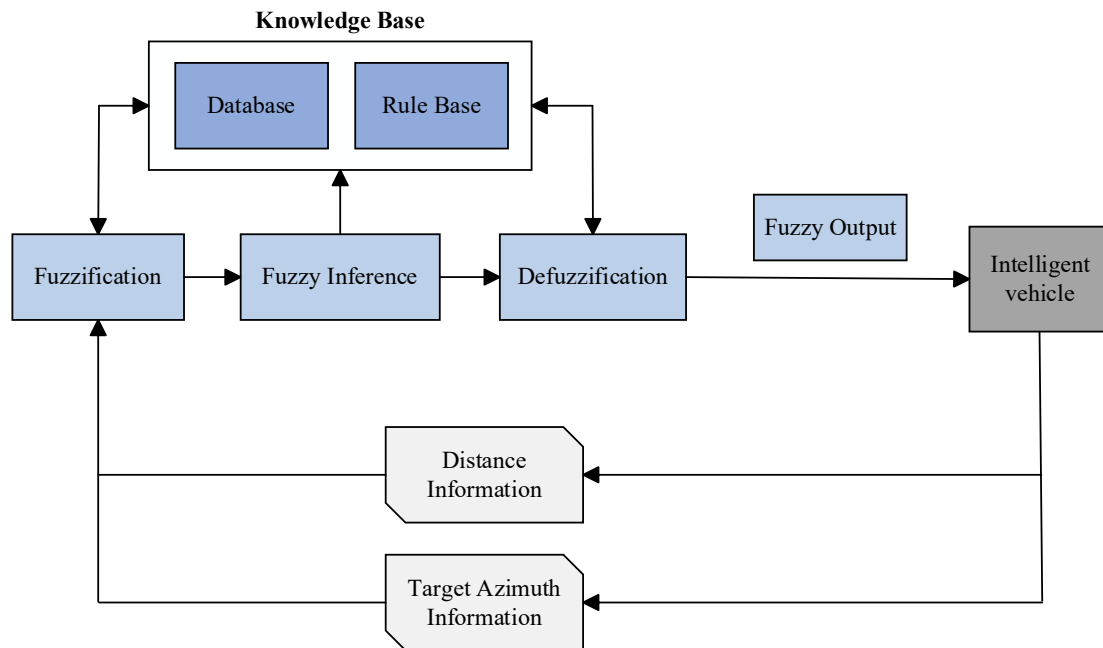 Knowledge Base
Database
Rule Base
Fuzzy Output
Fuzzification
Fuzzy Inference
Defuzzification
Intelligent
vehicle
Distance
Information
Target Azimuth
Information